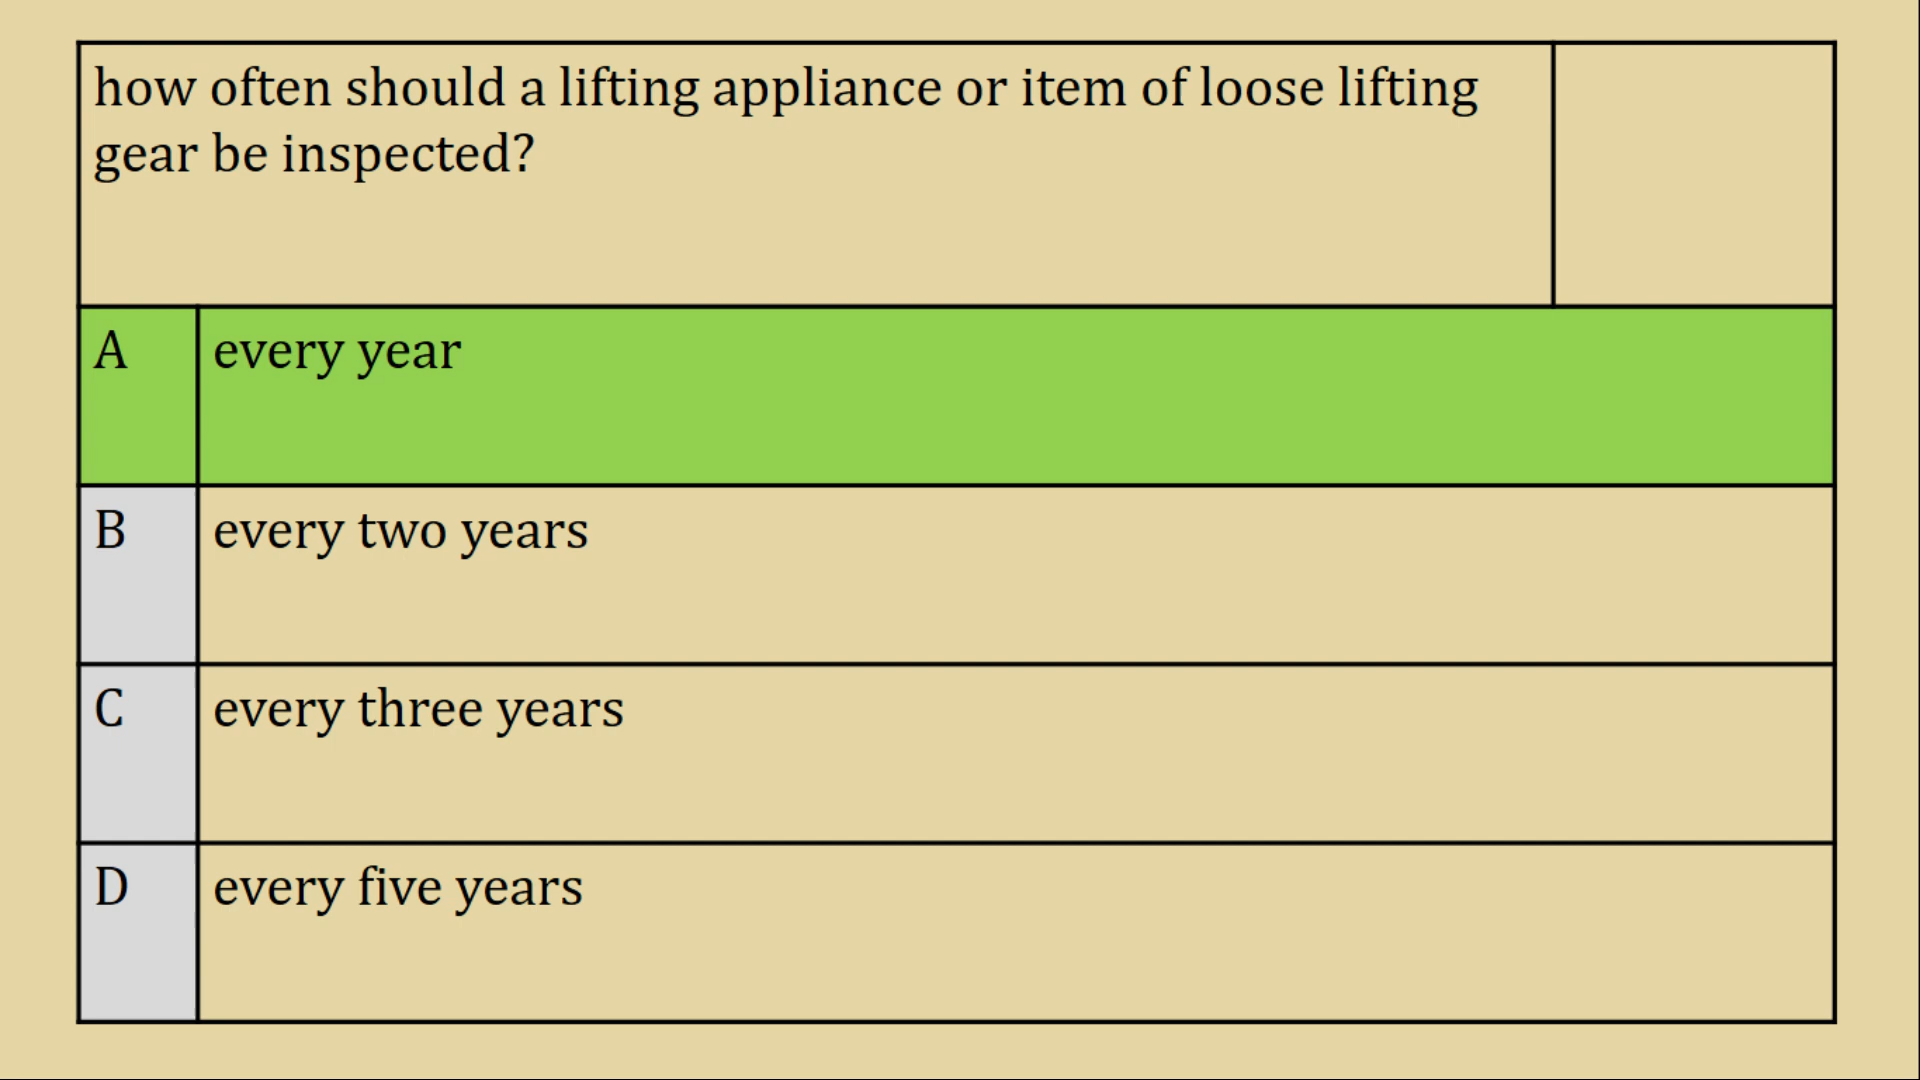 how often should a lifting appliance or item of loose lifting
gear be inspected?
A every year
B every two years
C every three years
D every five years